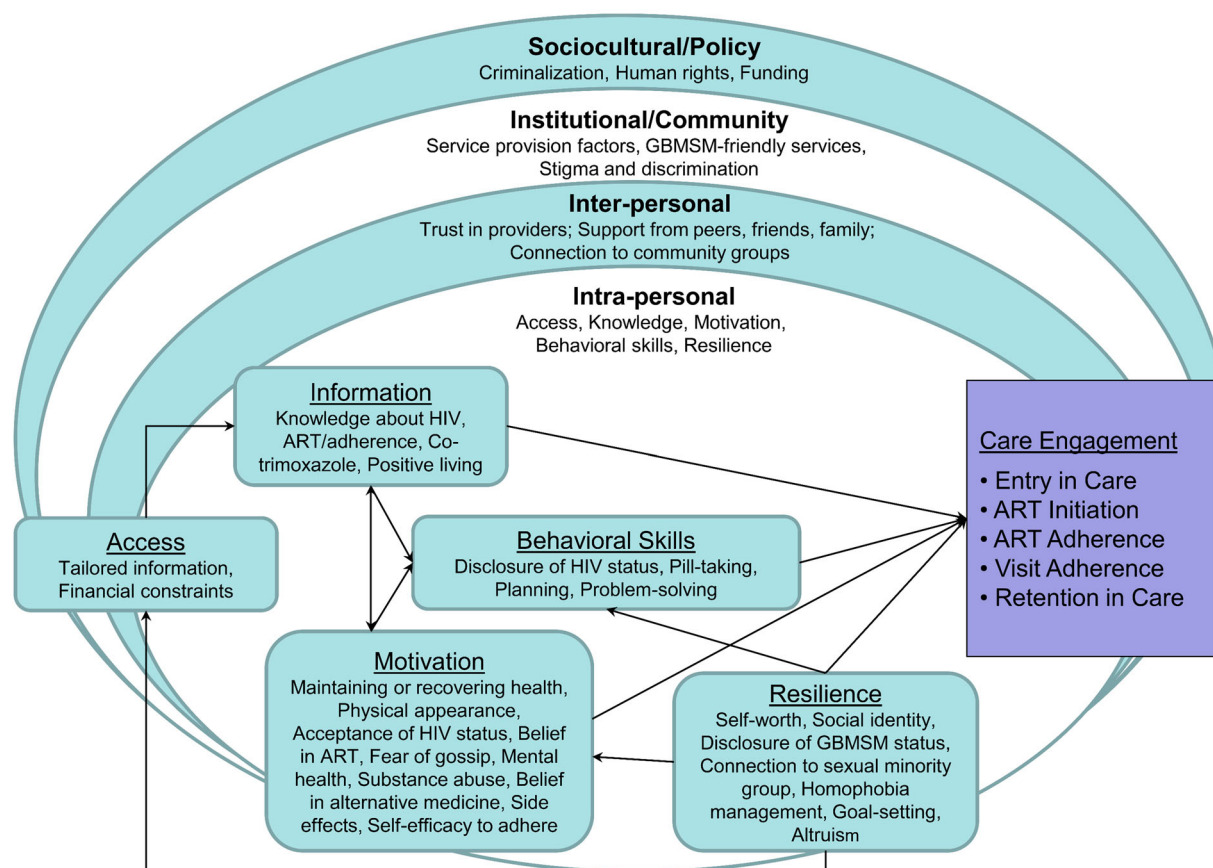 Sociocultural/Policy
Criminalization, Human rights, Funding
Institutional/Community
Service provision factors, GBMSM-friendly services,
Stigma and discrimination
Inter-personal
Trust in providers; Support from peers, friends, family;
Connection to community groups
Intra-personal
Access, Knowledge, Motivation,
Behavioral skills, Resilience
Information
Knowledge about HIV,
ART/adherence, Co-
trimoxazole, Positive living
Access
Tailored information,
Financial constraints
Behavioral Skills
Disclosure of HIV status, Pill-taking,
Planning, Problem-solving
Motivation
Maintaining or recovering health,
Physical appearance,
Acceptance of HIV status, Belief
in ART, Fear of gossip, Mental
health, Substance abuse, Belief
in alternative medicine, Side
effects, Self-efficacy to adhere
Resilience
Self-worth, Social identity,
Disclosure of GBMSM status,
Connection to sexual minority
group, Homophobia
management, Goal-setting,
Altruism
Care Engagement
• Entry in Care
• ART Initiation
• ART Adherence
• Visit Adherence
• Retention in Care